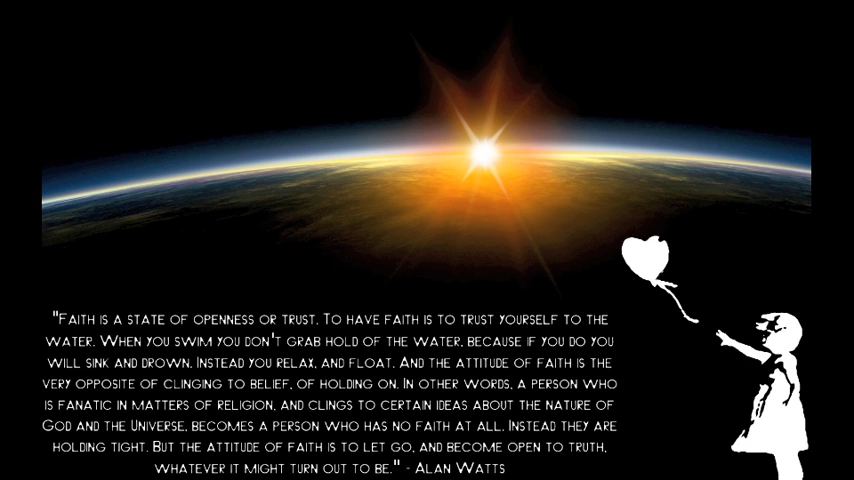 "Faith is a state of openness or trust. To have faith is to trust yourself to the
water. When you swim you don't grab hold of the water, because if you do you
will sink and drown. Instead you relax, and float. And the attitude of faith is the
very opposite of clinging to belief, of holding on. In other words, a person who
is fanatic in matters of religion, and clings to certain ideas about the nature of
God and the Universe, becomes a person who has no faith at all. Instead they are
holding tight. But the attitude of faith is to let go, and become open to truth,
whatever it might turn out to be." - Alan Watts